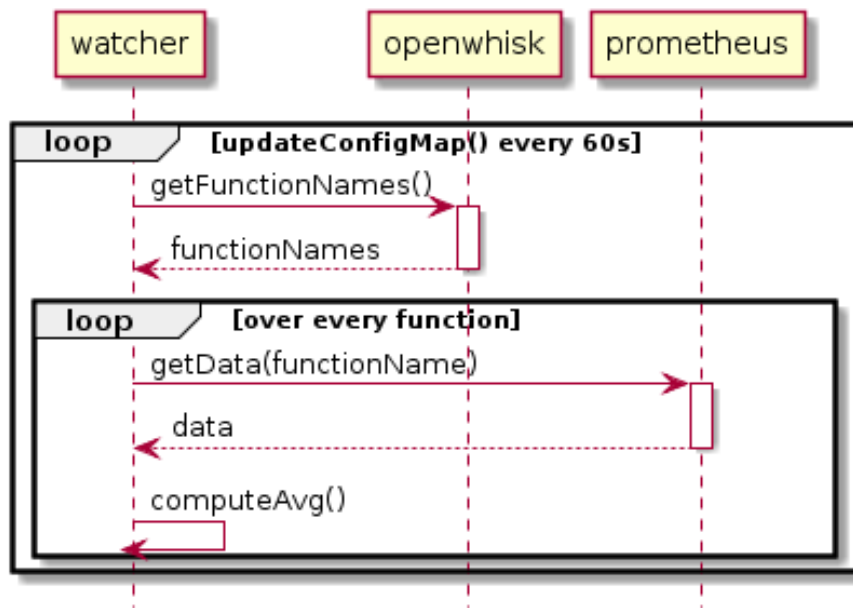 watcher openwhisk prometheus
loop [updateConfigMap() every 60s]
getFunctionNames()
functionNames
loop [over every function]
getData(functionName)
data
computeAvg()